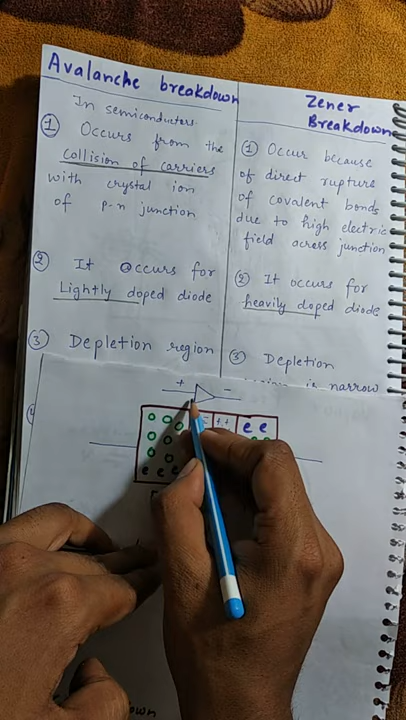 Avalanche breakdown
In semiconductors
① Occurs from the
collision of carriers
with crystal ion
of p-n junction
② It occurs for
Lightly doped diode
③ Depletion region
Zener
Breakdown
① Occur because
of direct rupture
of covalent bonds
due to high electric
field across junction
② It occurs for
heavily doped diode
③ Depletion
is narrow
+ -
+ +
e e
e e e